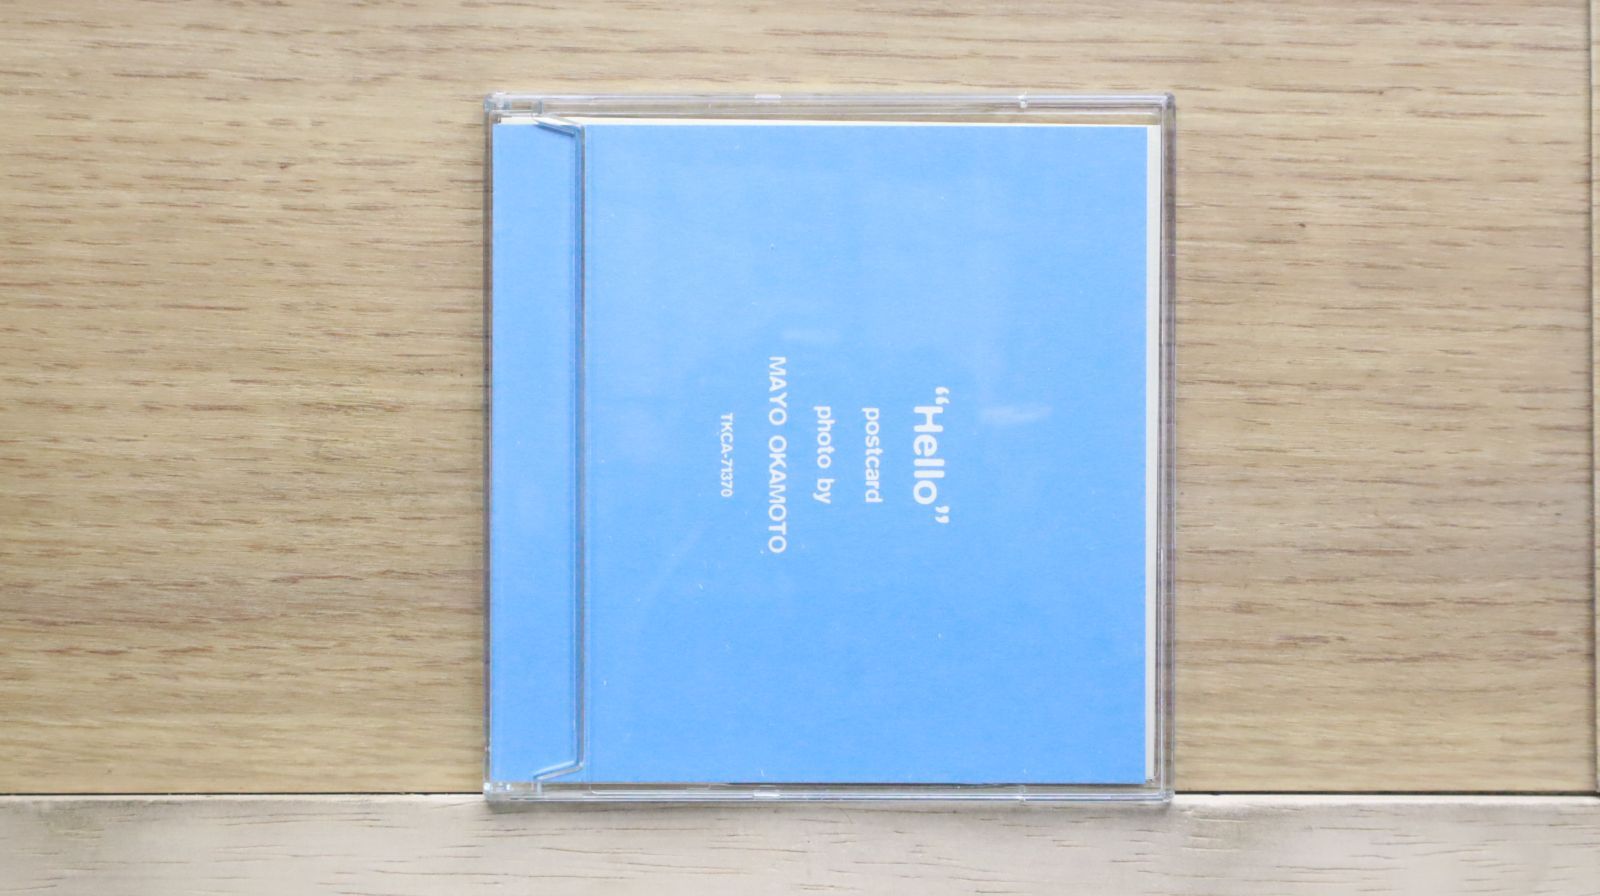 “Hello”
postcard
photo by
MAYO OKAMOTO
TKCA-71370